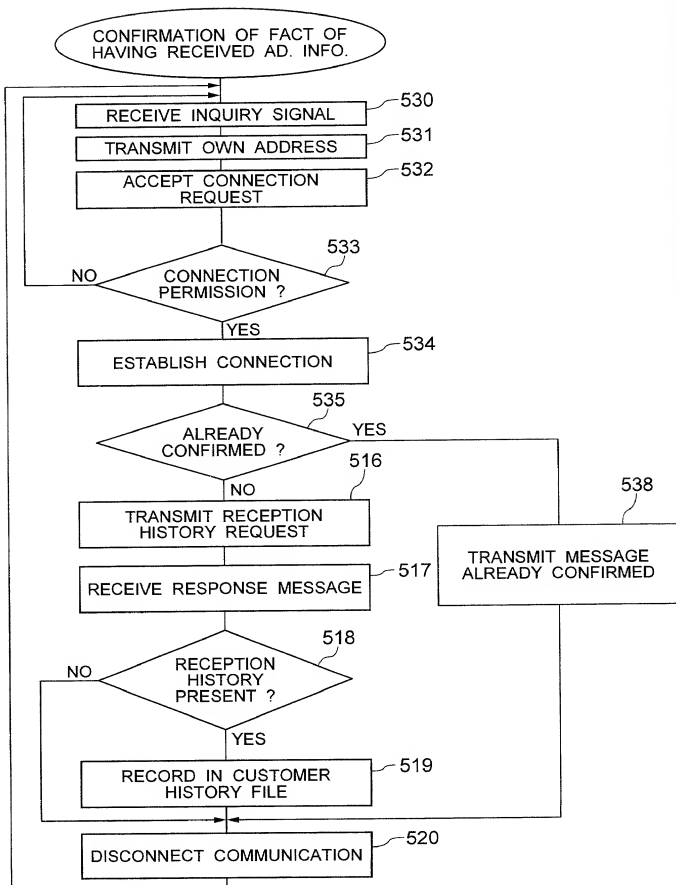 CONFIRMATION OF FACT OF
HAVING RECEIVED AD. INFO.
530
RECEIVE INQUIRY SIGNAL
531
TRANSMIT OWN ADDRESS
532
ACCEPT CONNECTION
REQUEST
533
NO
CONNECTION
PERMISSION ?
YES
534
ESTABLISH CONNECTION
535
ALREADY
CONFIRMED ?
YES
516
NO
TRANSMIT RECEPTION
HISTORY REQUEST
538
TRANSMIT MESSAGE
ALREADY CONFIRMED
517
RECEIVE RESPONSE MESSAGE
518
NO
RECEPTION
HISTORY
PRESENT ?
YES
519
RECORD IN CUSTOMER
HISTORY FILE
520
DISCONNECT COMMUNICATION